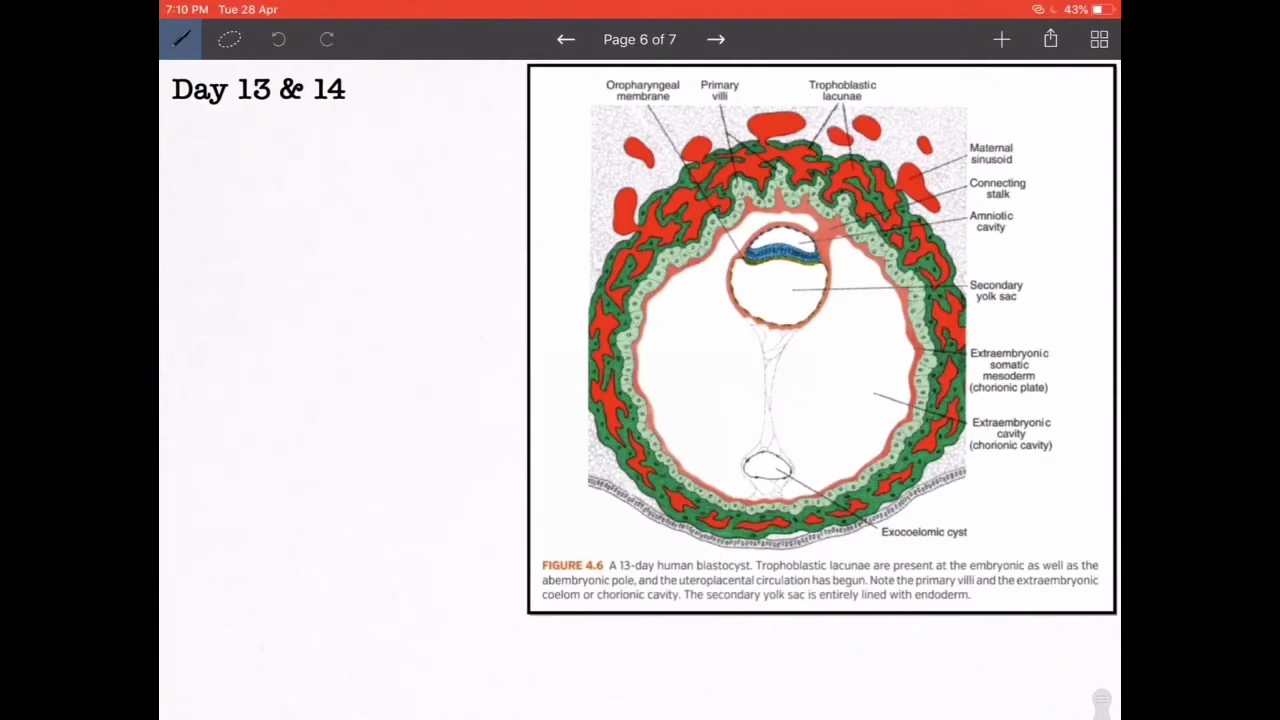 7:10 PM Tue 28 Apr
43%
Page 6 of 7
Day 13 & 14
Oropharyngeal
membrane
Primary
villi
Trophoblastic
lacunae
Maternal
sinusoid
Connecting
stalk
Amniotic
cavity
Secondary
yolk sac
Extraembryonic
somatic
mesoderm
(chorionic plate)
Extraembryonic
cavity
(chorionic cavity)
Exocoelomic cyst
FIGURE 4.6 A 13-day human blastocyst. Trophoblastic lacunae are present at the embryonic as well as the
abembryonic pole, and the uteroplacental circulation has begun. Note the primary villi and the extraembryonic
coelom or chorionic cavity. The secondary yolk sac is entirely lined with endoderm.